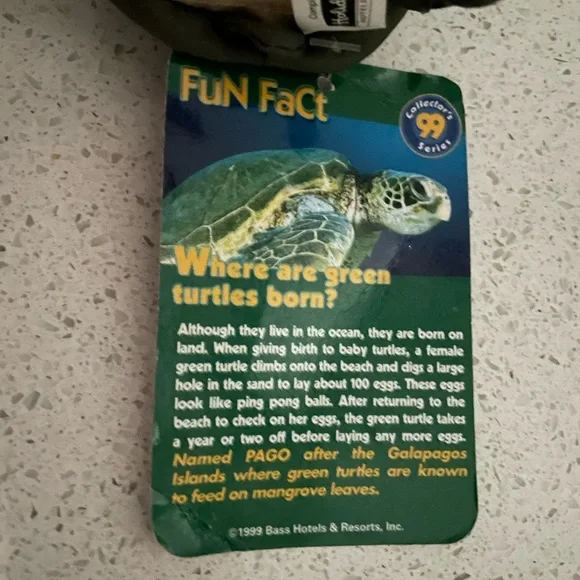 Holida
FuN FaCt
Collector's
99
Series
Where are green
turtles born?
Although they live in the ocean, they are born on
land. When giving birth to baby turtles, a female
green turtle climbs onto the beach and digs a large
hole in the sand to lay about 100 eggs. These eggs
look like ping pong balls. After returning to the
beach to check on her eggs, the green turtle takes
a year or two off before laying any more eggs.
Named PAGO after the Galapagos
Islands where green turtles are known
to feed on mangrove leaves.
©1999 Bass Hotels & Resorts, Inc.